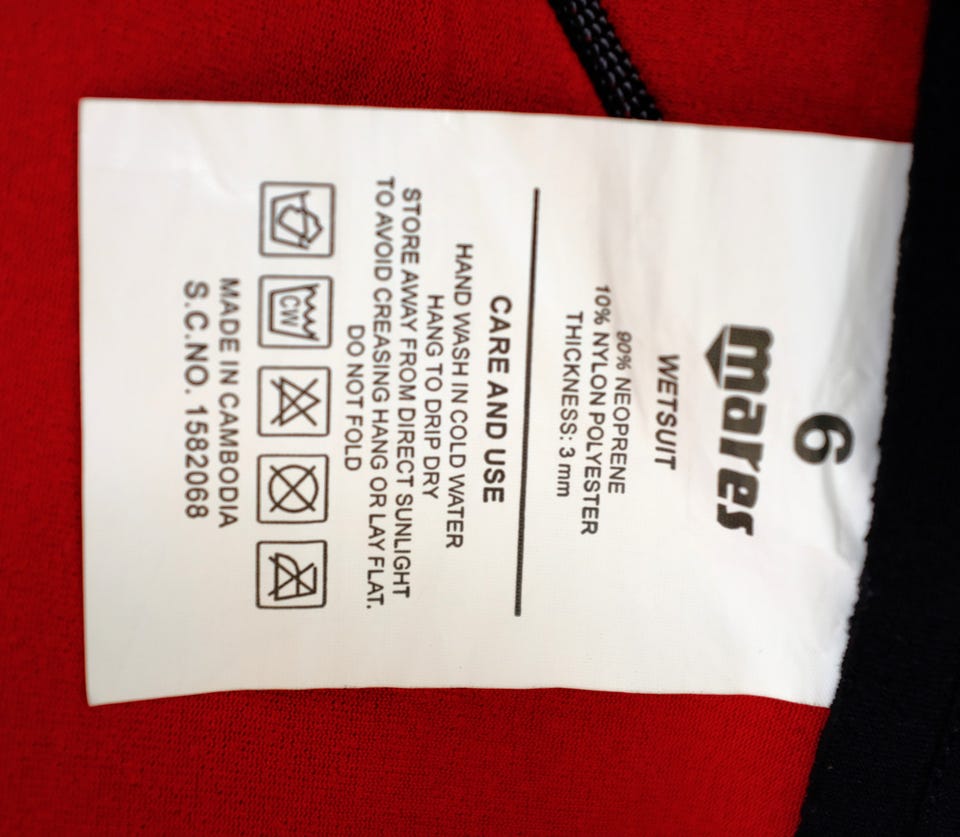 6
mares
WETSUIT
90% NEOPRENE
10% NYLON POLYESTER
THICKNESS: 3 mm
CARE AND USE
HAND WASH IN COLD WATER
HANG TO DRIP DRY
STORE AWAY FROM DIRECT SUNLIGHT
TO AVOID CREASING HANG OR LAY FLAT.
DO NOT FOLD
CW
MADE IN CAMBODIA
S.C.NO. 1582068